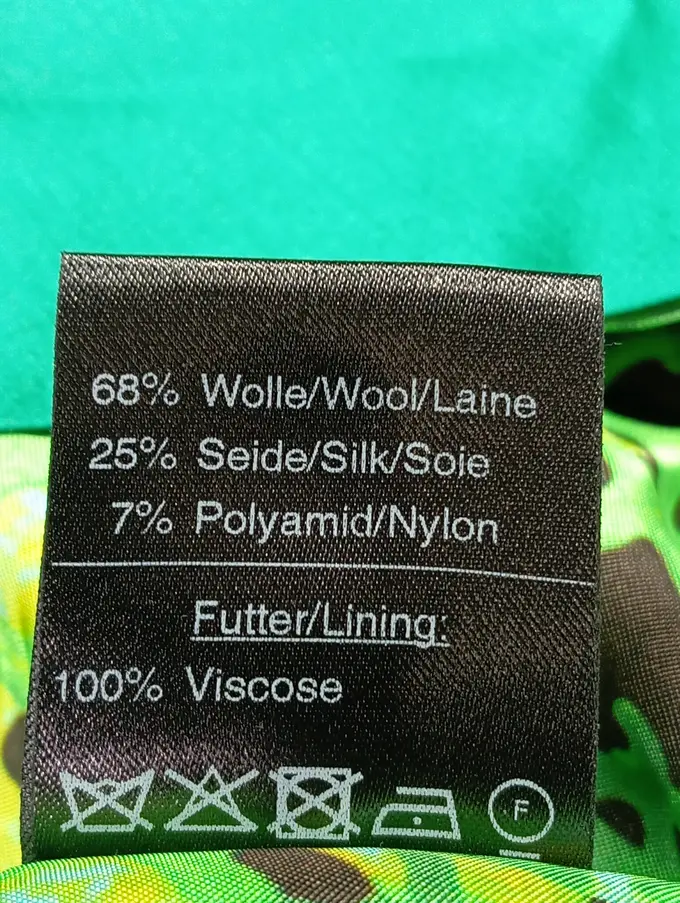 68% Wolle/Wool/Laine
25% Seide/Silk/Soie
7% Polyamid/Nylon
Futter/Lining:
100% Viscose
F